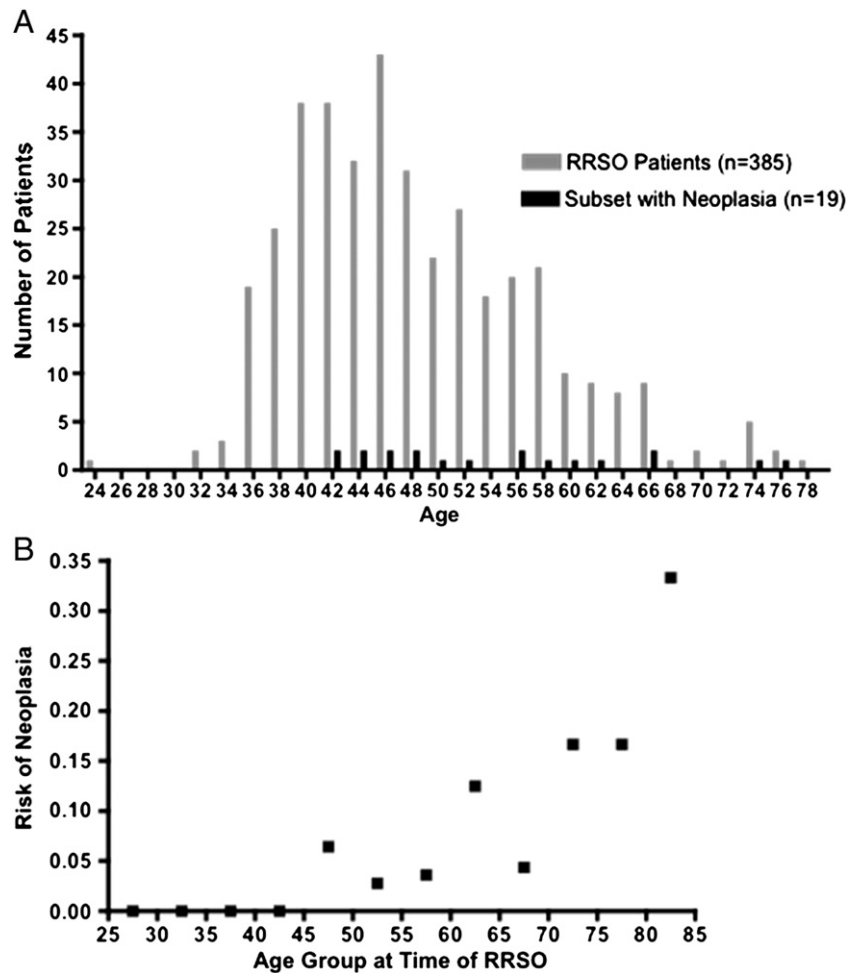 A
Number of Patients
45
40
35
30
25
20
15
10
5
0
RRSO Patients (n=385)
Subset with Neoplasia (n=19)
24 26 28 30 32 34 36 38 40 42 44 46 48 50 52 54 56 58 60 62 64 66 68 70 72 74 76 78
Age
B
Risk of Neoplasia
0.35
0.30
0.25
0.20
0.15
0.10
0.05
0.00
25 30 35 40 45 50 55 60 65 70 75 80 85
Age Group at Time of RRSO